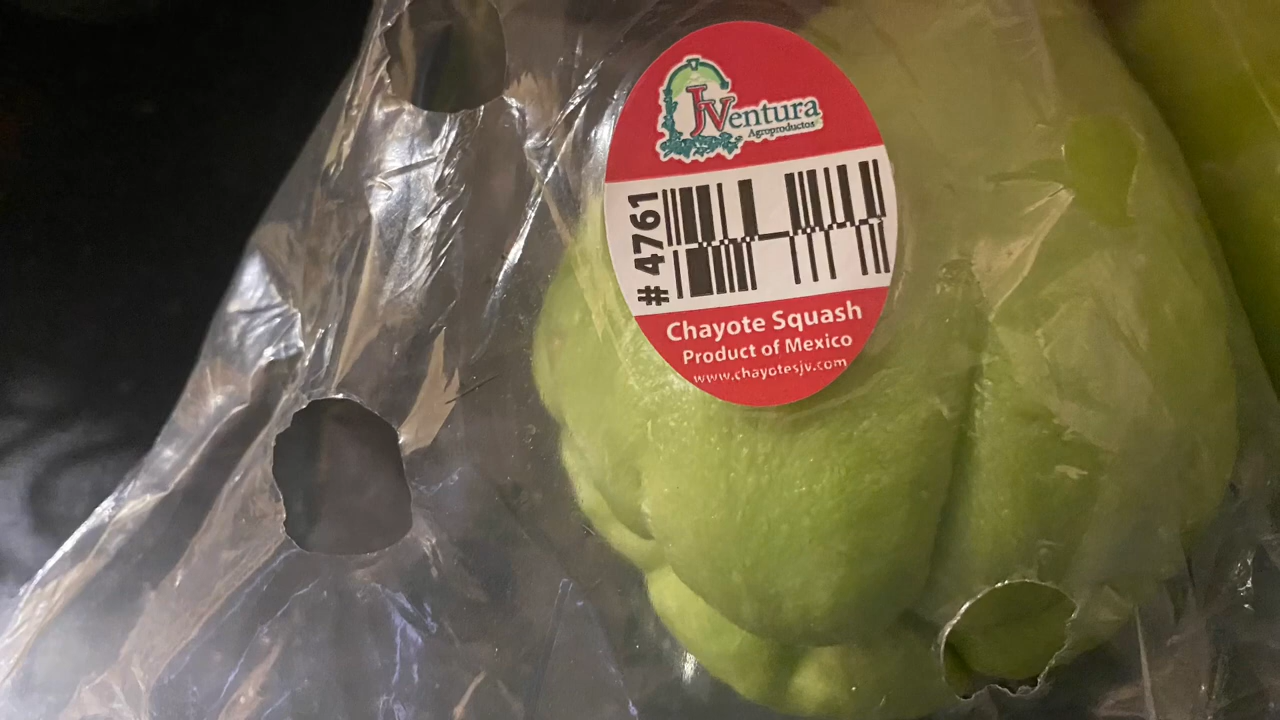 JVentura
Agroproductos
# 4761
Chayote Squash
Product of Mexico
www.chayotesjv.com